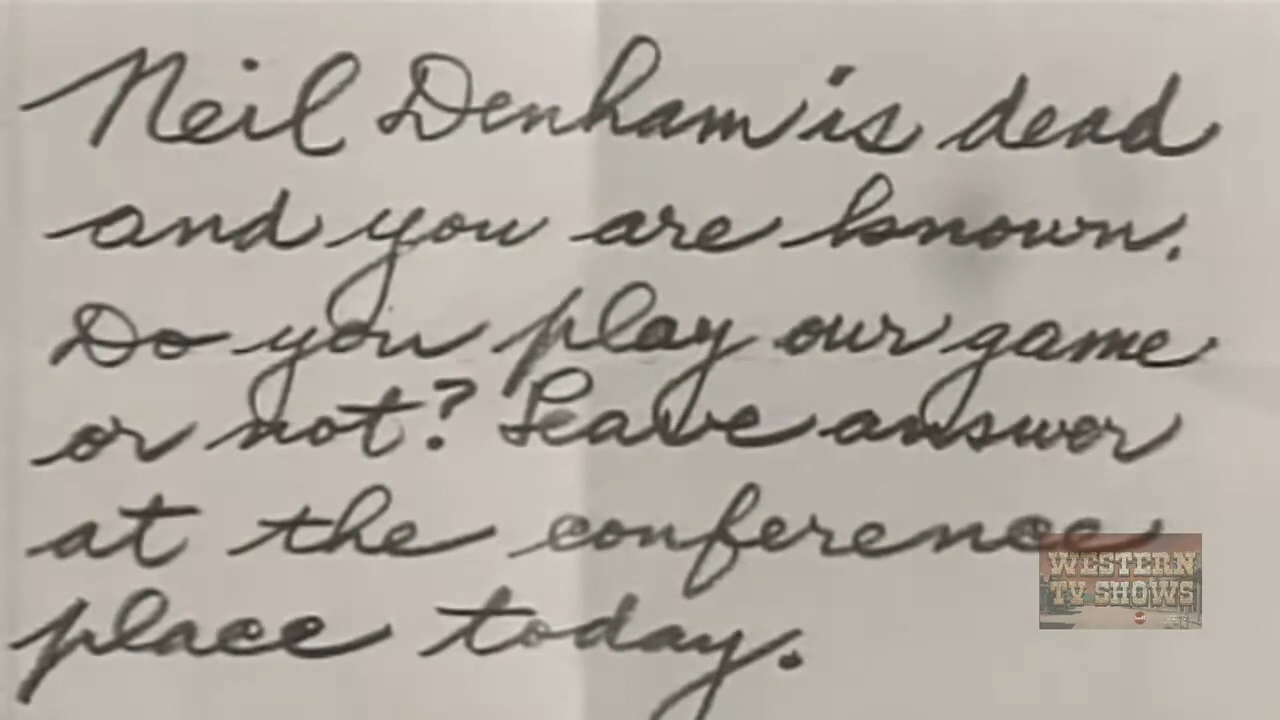 Neil Denham is dead
and you are known.
Do you play our game
or not? Leave answer
at the conference
place today.
WESTERN
TV SHOWS